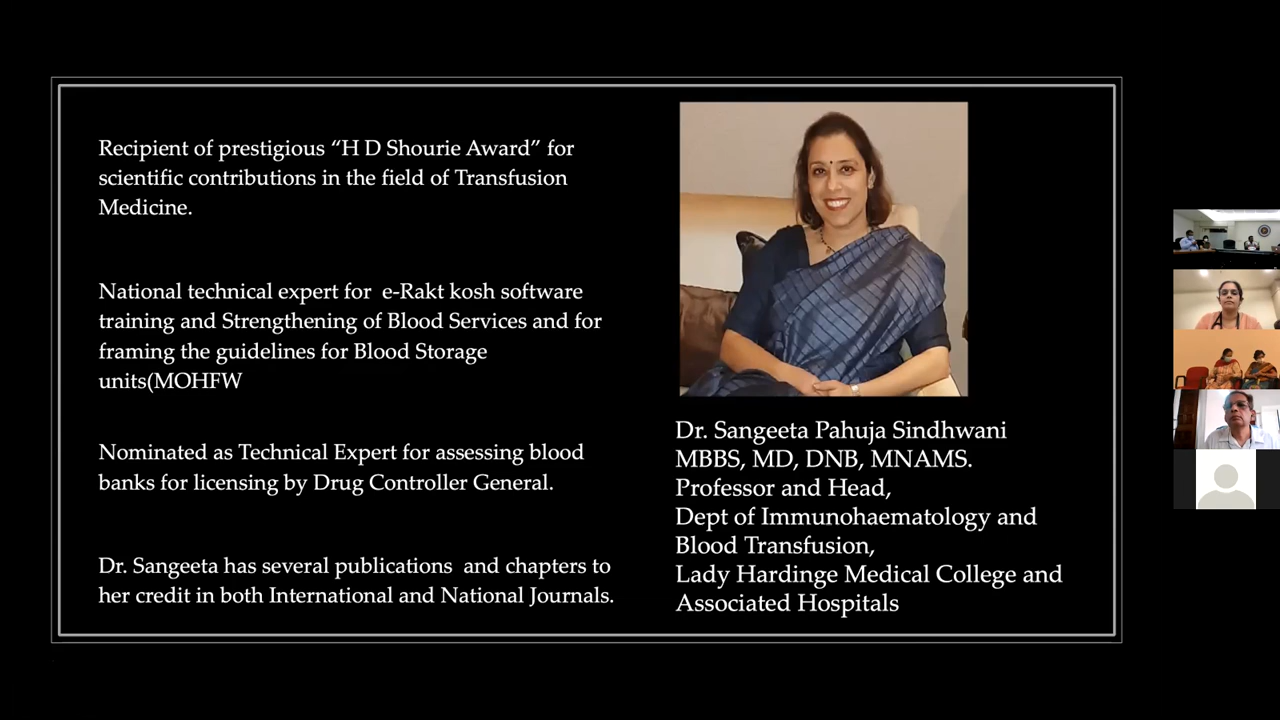 Recipient of prestigious “H D Shourie Award” for
scientific contributions in the field of Transfusion
Medicine.
National technical expert for  e-Rakt kosh software
training and Strengthening of Blood Services and for
framing the guidelines for Blood Storage
units(MOHFW
Nominated as Technical Expert for assessing blood
banks for licensing by Drug Controller General.
Dr. Sangeeta has several publications  and chapters to
her credit in both International and National Journals.
Dr. Sangeeta Pahuja Sindhwani
MBBS, MD, DNB, MNAMS.
Professor and Head,
Dept of Immunohaematology and
Blood Transfusion,
Lady Hardinge Medical College and
Associated Hospitals